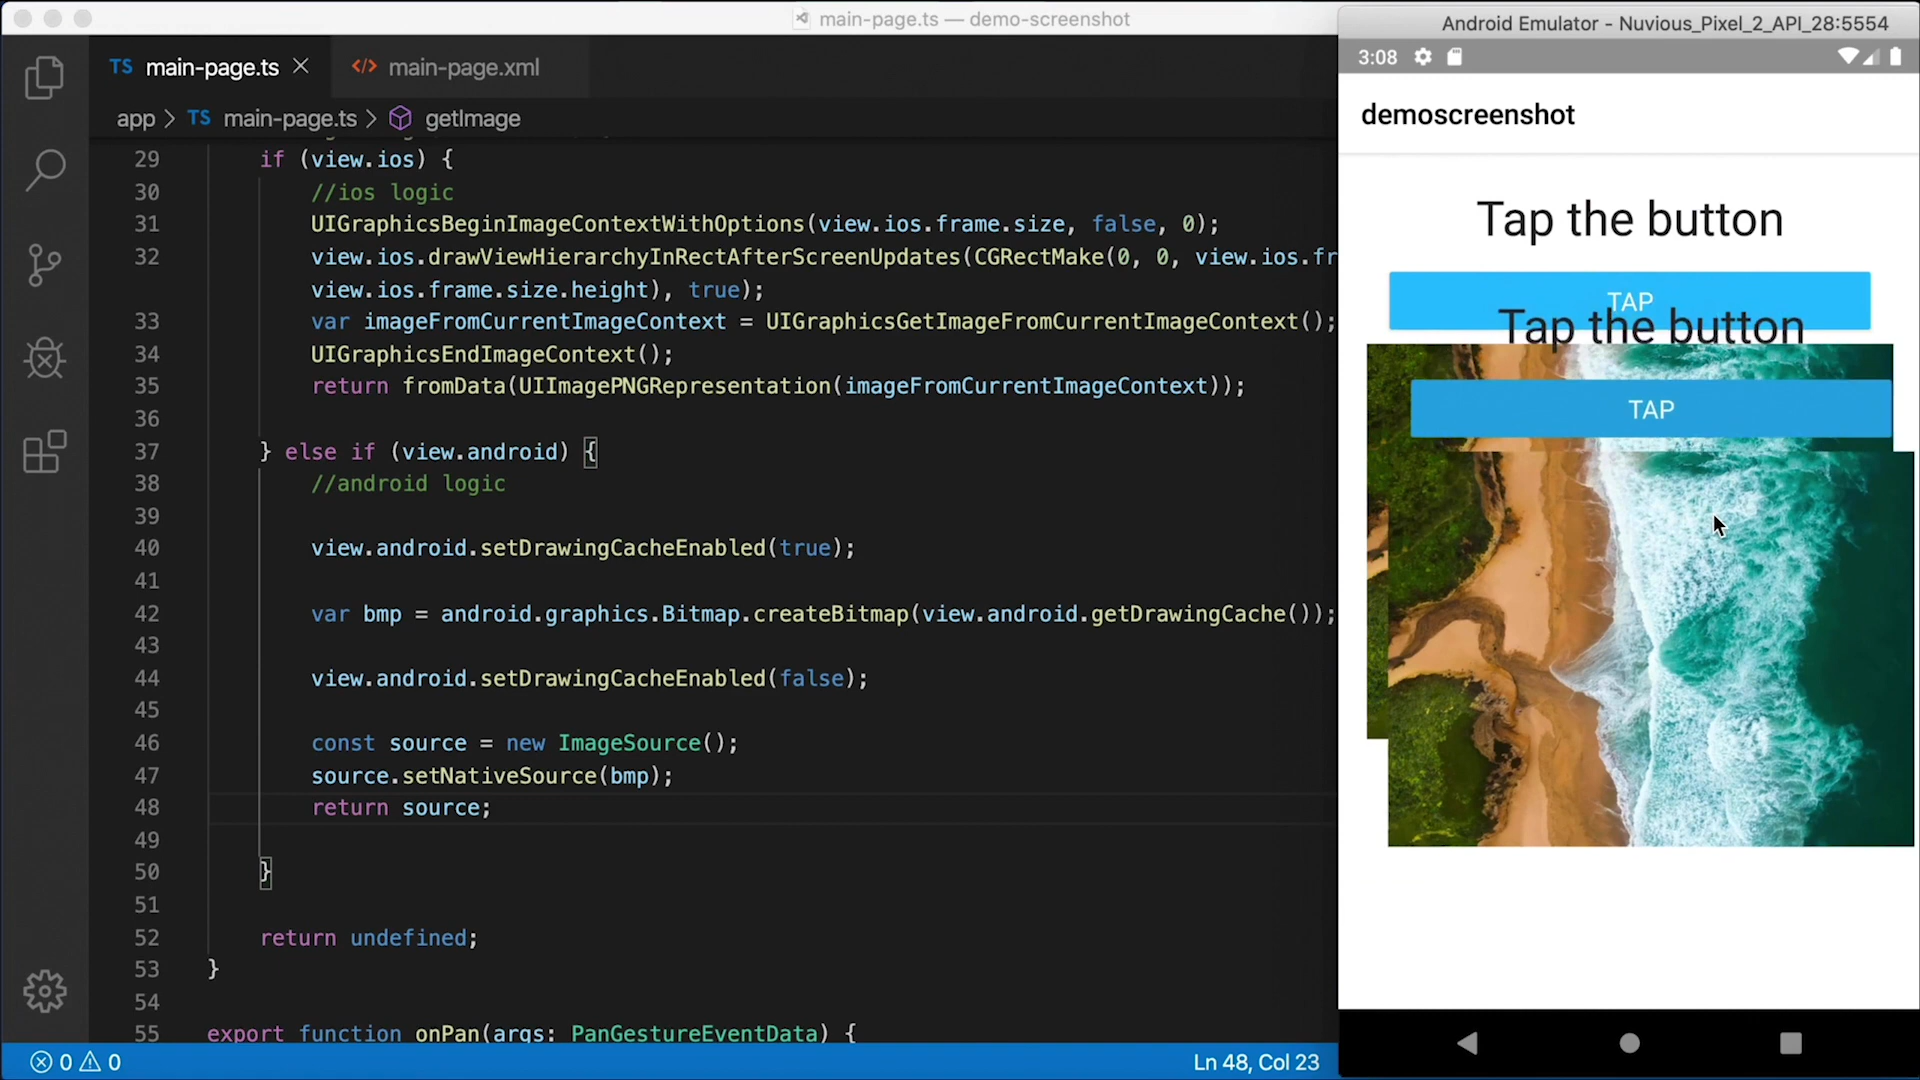 main-page.ts — demo-screenshot
TS main-page.ts
</> main-page.xml
app > TS main-page.ts > getImage
29 if (view.ios) {
30 //ios logic
31 UIGraphicsBeginImageContextWithOptions(view.ios.frame.size, false, 0);
32 view.ios.drawViewHierarchyInRectAfterScreenUpdates(CGRectMake(0, 0, view.ios.fr
view.ios.frame.size.height), true);
33 var imageFromCurrentImageContext = UIGraphicsGetImageFromCurrentImageContext();
34 UIGraphicsEndImageContext();
35 return fromData(UIImagePNGRepresentation(imageFromCurrentImageContext));
36
37 } else if (view.android) {
38 //android logic
39
40 view.android.setDrawingCacheEnabled(true);
41
42 var bmp = android.graphics.Bitmap.createBitmap(view.android.getDrawingCache());
43
44 view.android.setDrawingCacheEnabled(false);
45
46 const source = new ImageSource();
47 source.setNativeSource(bmp);
48 return source;
49
50 }
51
52 return undefined;
53 }
54
55 export function onPan(args: PanGestureEventData) {
0 0
Ln 48, Col 23
Android Emulator - Nuvious_Pixel_2_API_28:5554
3:08
demoscreenshot
Tap the button
TAP
Tap the button
TAP